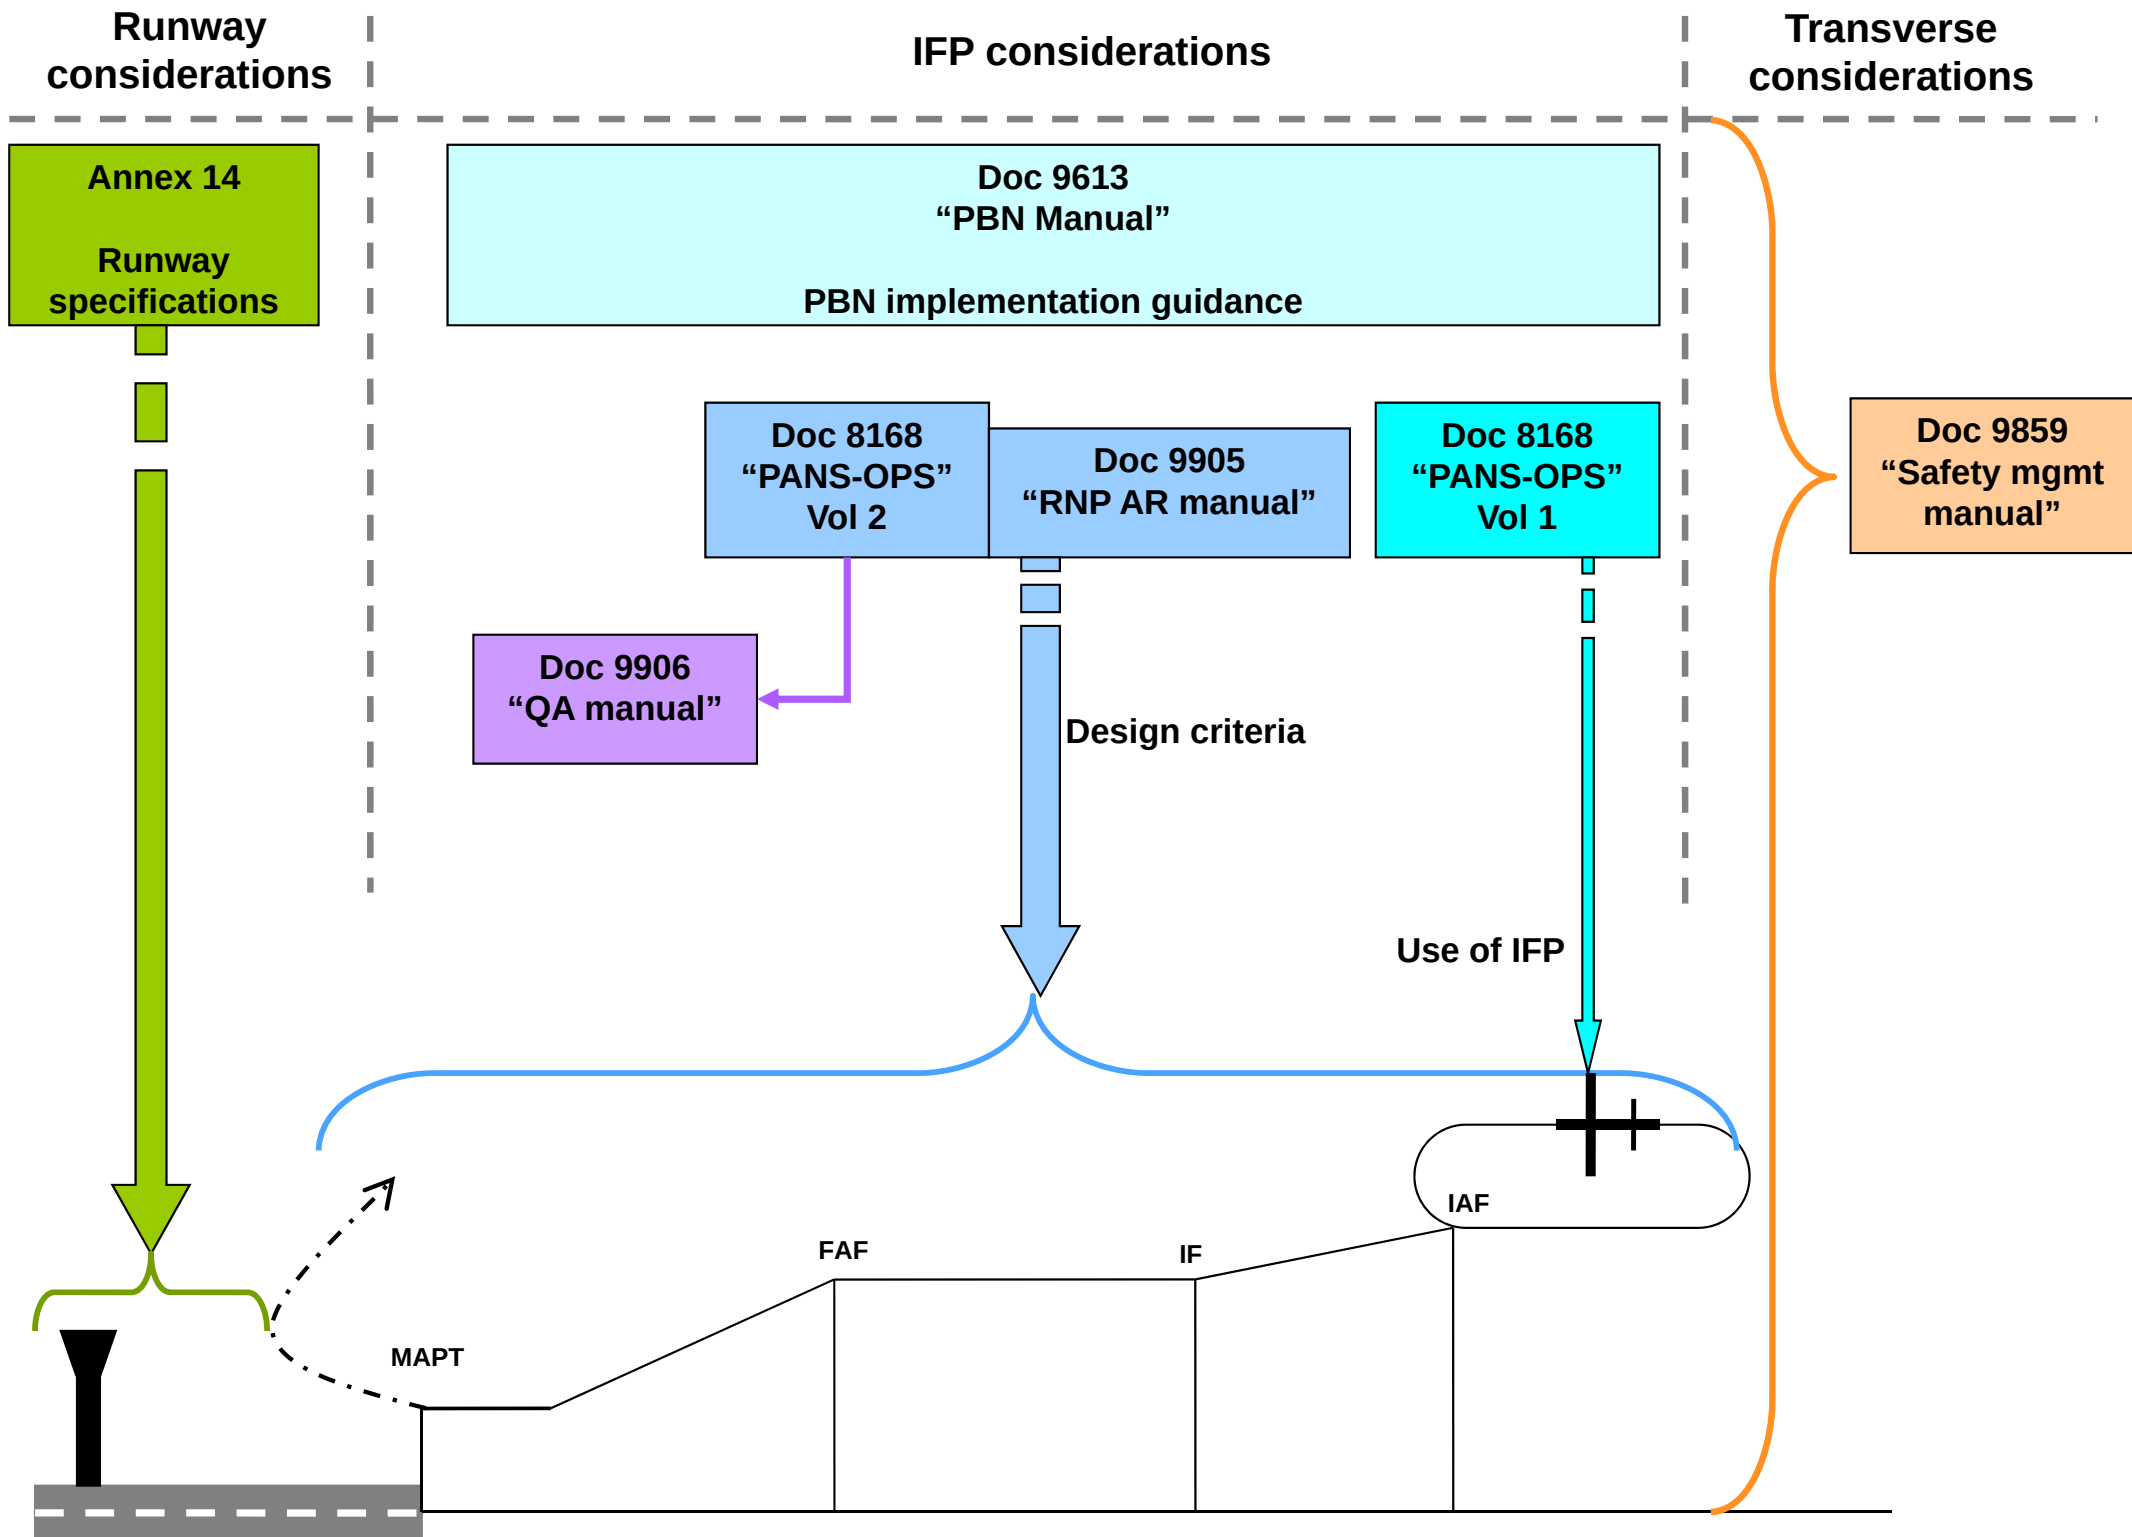 Runway
considerations
IFP considerations
Transverse
considerations
Annex 14
Runway
specifications
Doc 9613
“PBN Manual”
PBN implementation guidance
Doc 8168
“PANS-OPS”
Vol 2
Doc 9905
“RNP AR manual”
Doc 8168
“PANS-OPS”
Vol 1
Doc 9859
“Safety mgmt
manual”
Doc 9906
“QA manual”
Design criteria
Use of IFP
IAF
FAF
IF
MAPT